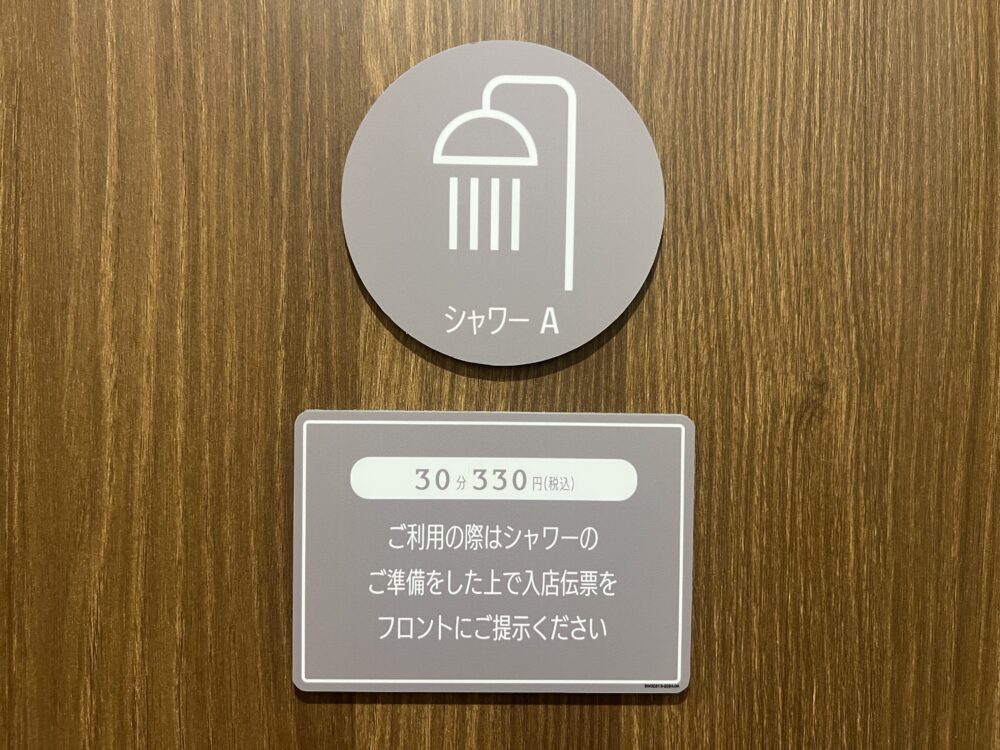 シャワー A
30分330円(税込)
ご利用の際はシャワーの
ご準備をした上で入店伝票を
フロントにご提示ください